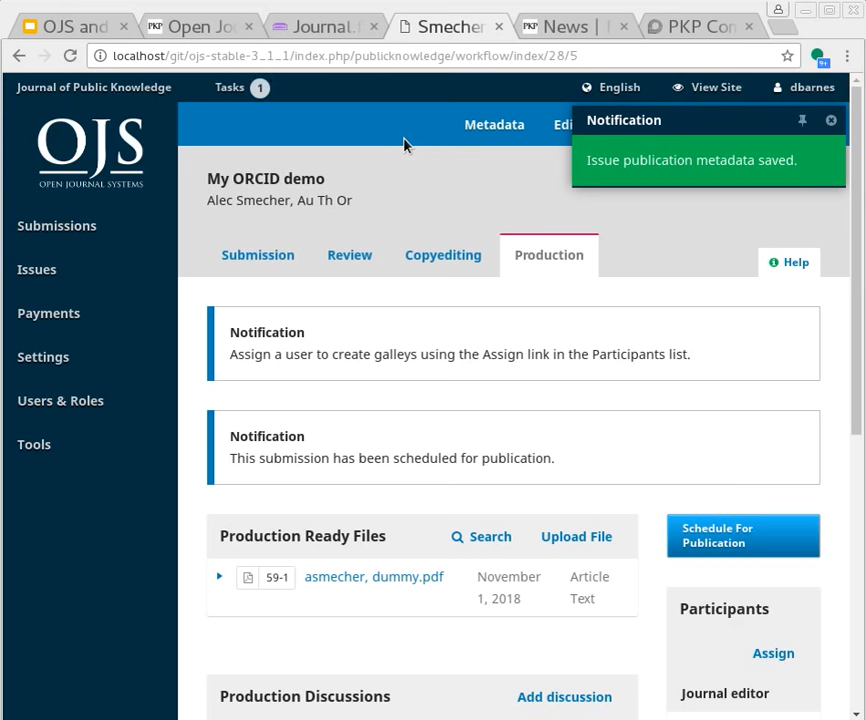 OJS and
Open Jo
Journal.
Smecher
PKP
News |
PKP Com
localhost/git/ojs-stable-3_1_1/index.php/publicknowledge/workflow/index/28/5
9+
Journal of Public Knowledge
Tasks 1
English
View Site
dbarnes
OJS
OPEN JOURNAL SYSTEMS
Submissions
Issues
Payments
Settings
Users & Roles
Tools
Metadata
Edi
Notification
Issue publication metadata saved.
My ORCID demo
Alec Smecher, Au Th Or
Submission
Review
Copyediting
Production
Help
Notification
Assign a user to create galleys using the Assign link in the Participants list.
Notification
This submission has been scheduled for publication.
Production Ready Files
Search
Upload File
59-1
asmecher, dummy.pdf
November
1, 2018
Article
Text
Schedule For
Publication
Participants
Assign
Journal editor
Production Discussions
Add discussion